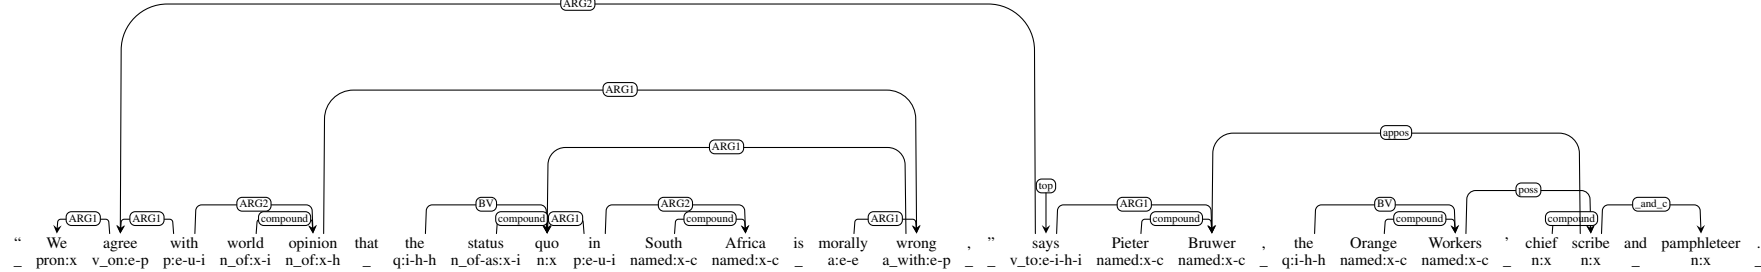 ARG2
ARG1
ARG1
appos
top
poss
ARG1 ARG1 ARG2 compound BV compound ARG1 ARG2 compound ARG1 ARG1 compound BV compound compound _and_c
“ We agree with world opinion that the status quo in South Africa is morally wrong , ” says Pieter Bruwer , the Orange Workers ’ chief scribe and pamphleteer .
_ pron:x v_on:e-p p:e-u-i n_of:x-i n_of:x-h _ q:i-h-h n_of-as:x-i n:x p:e-u-i named:x-c named:x-c _ a:e-e a_with:e-p _ _ v_to:e-i-h-i named:x-c named:x-c _ q:i-h-h named:x-c named:x-c _ n:x n:x _ n:x _